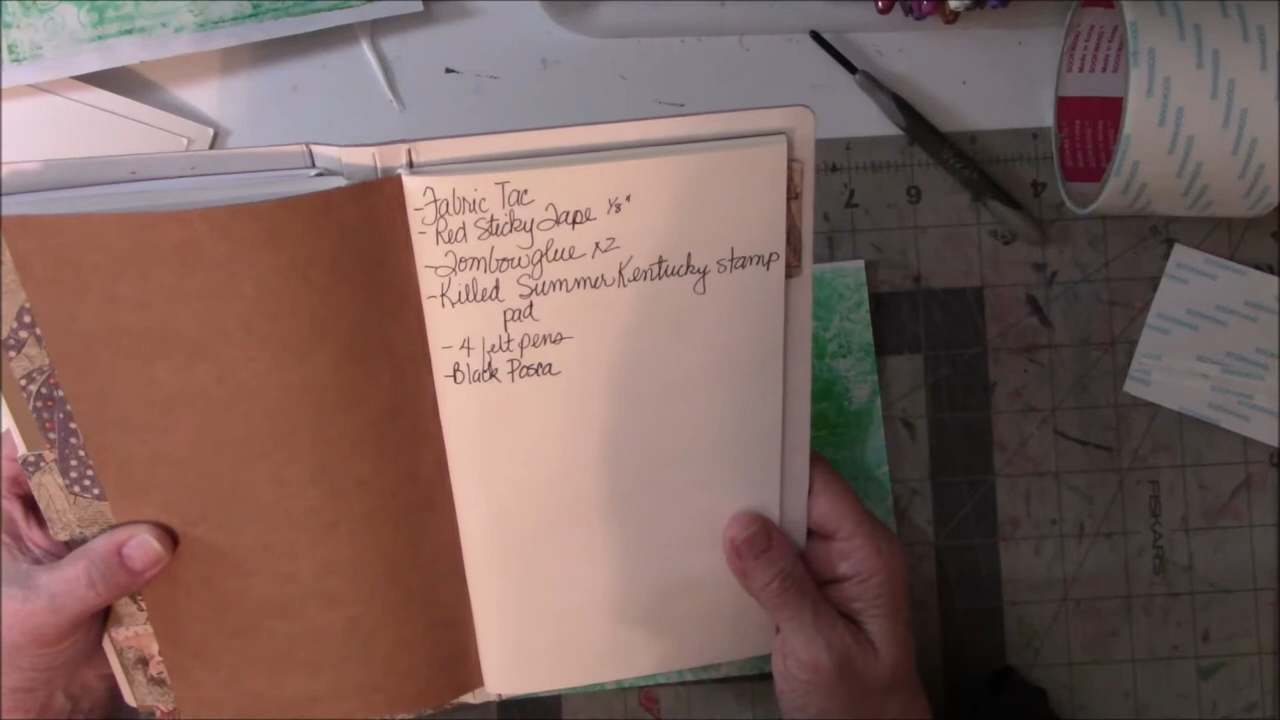 -Fabric Tac
- Red Sticky Tape 1/8"
-Tombow glue x2
-Killed Summer Kentucky stamp
pad
- 4 felt pens
-Black Posca
7 6 4
FISKARS